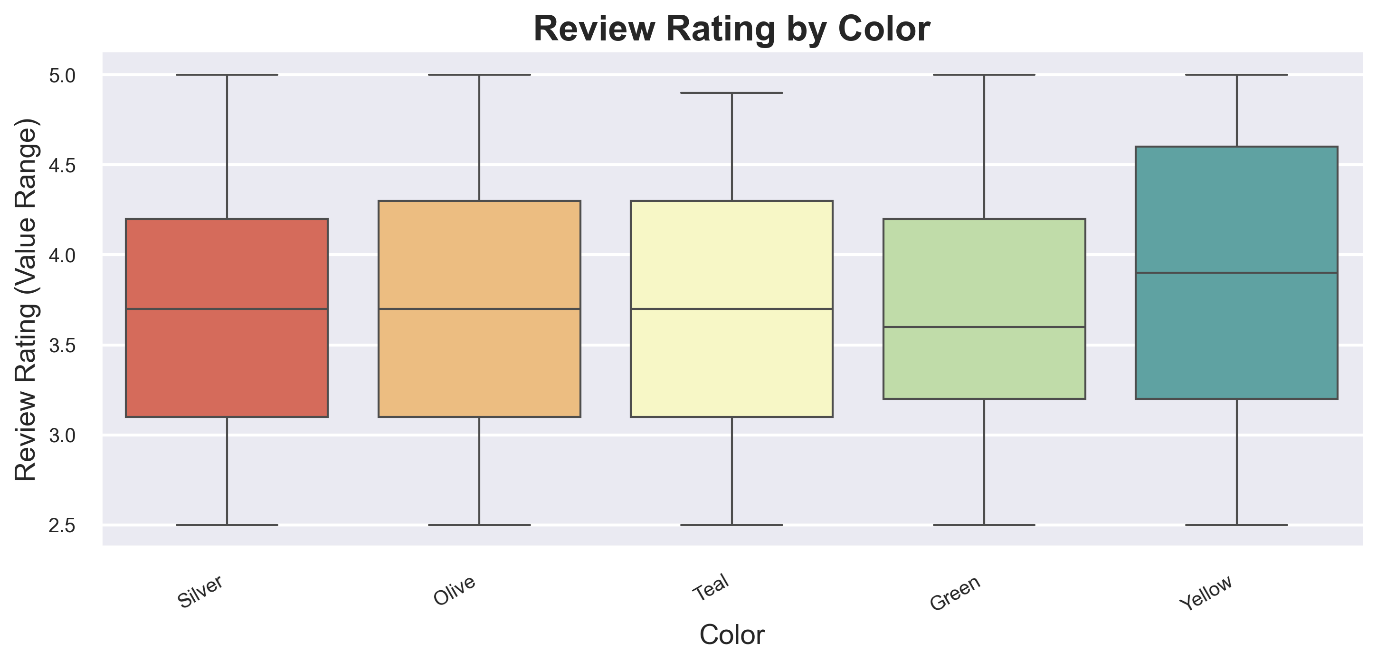 Review Rating by Color
Review Rating (Value Range)
5.0
4.5
4.0
3.5
3.0
2.5
Silver
Olive
Teal
Green
Yellow
Color